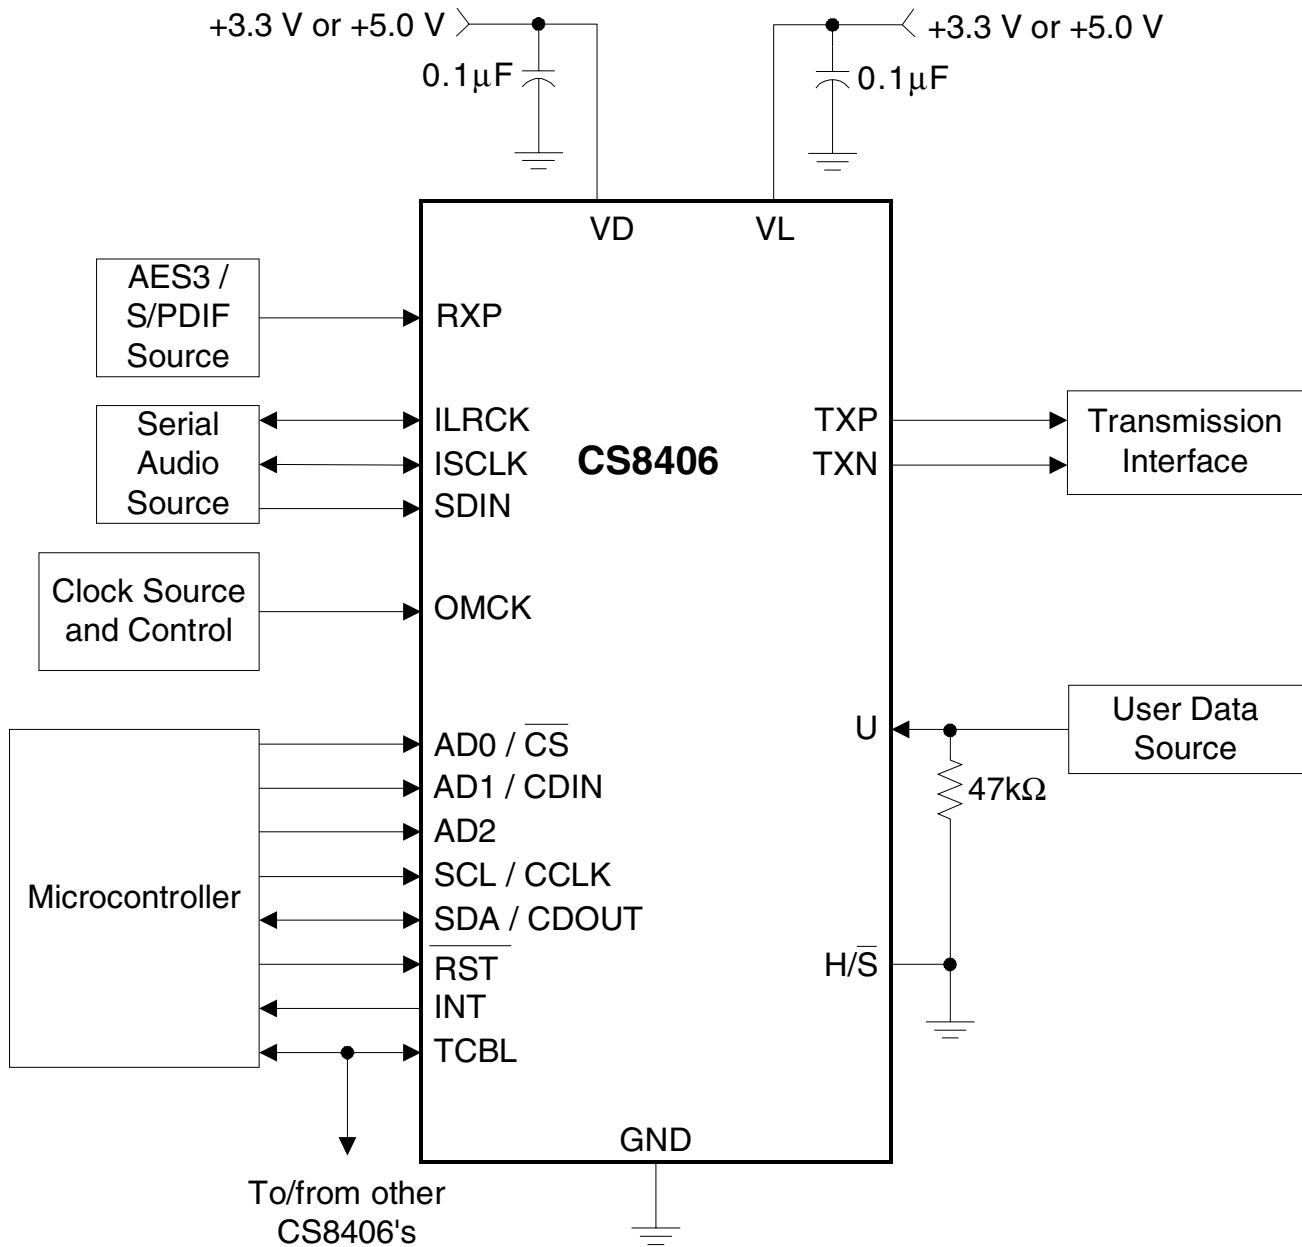 +3.3 V or +5.0 V
+3.3 V or +5.0 V
0.1μF
0.1μF
VD
VL
AES3 /
S/PDIF
Source
RXP
Serial
Audio
Source
ILRCK
ISCLK
SDIN
CS8406
TXP
TXN
Transmission
Interface
Clock Source
and Control
OMCK
User Data
Source
U
47kΩ
Microcontroller
AD0 / C̅S̅
AD1 / CDIN
AD2
SCL / CCLK
SDA / CDOUT
R̅S̅T̅
INT
TCBL
H/S̅
GND
To/from other
CS8406's